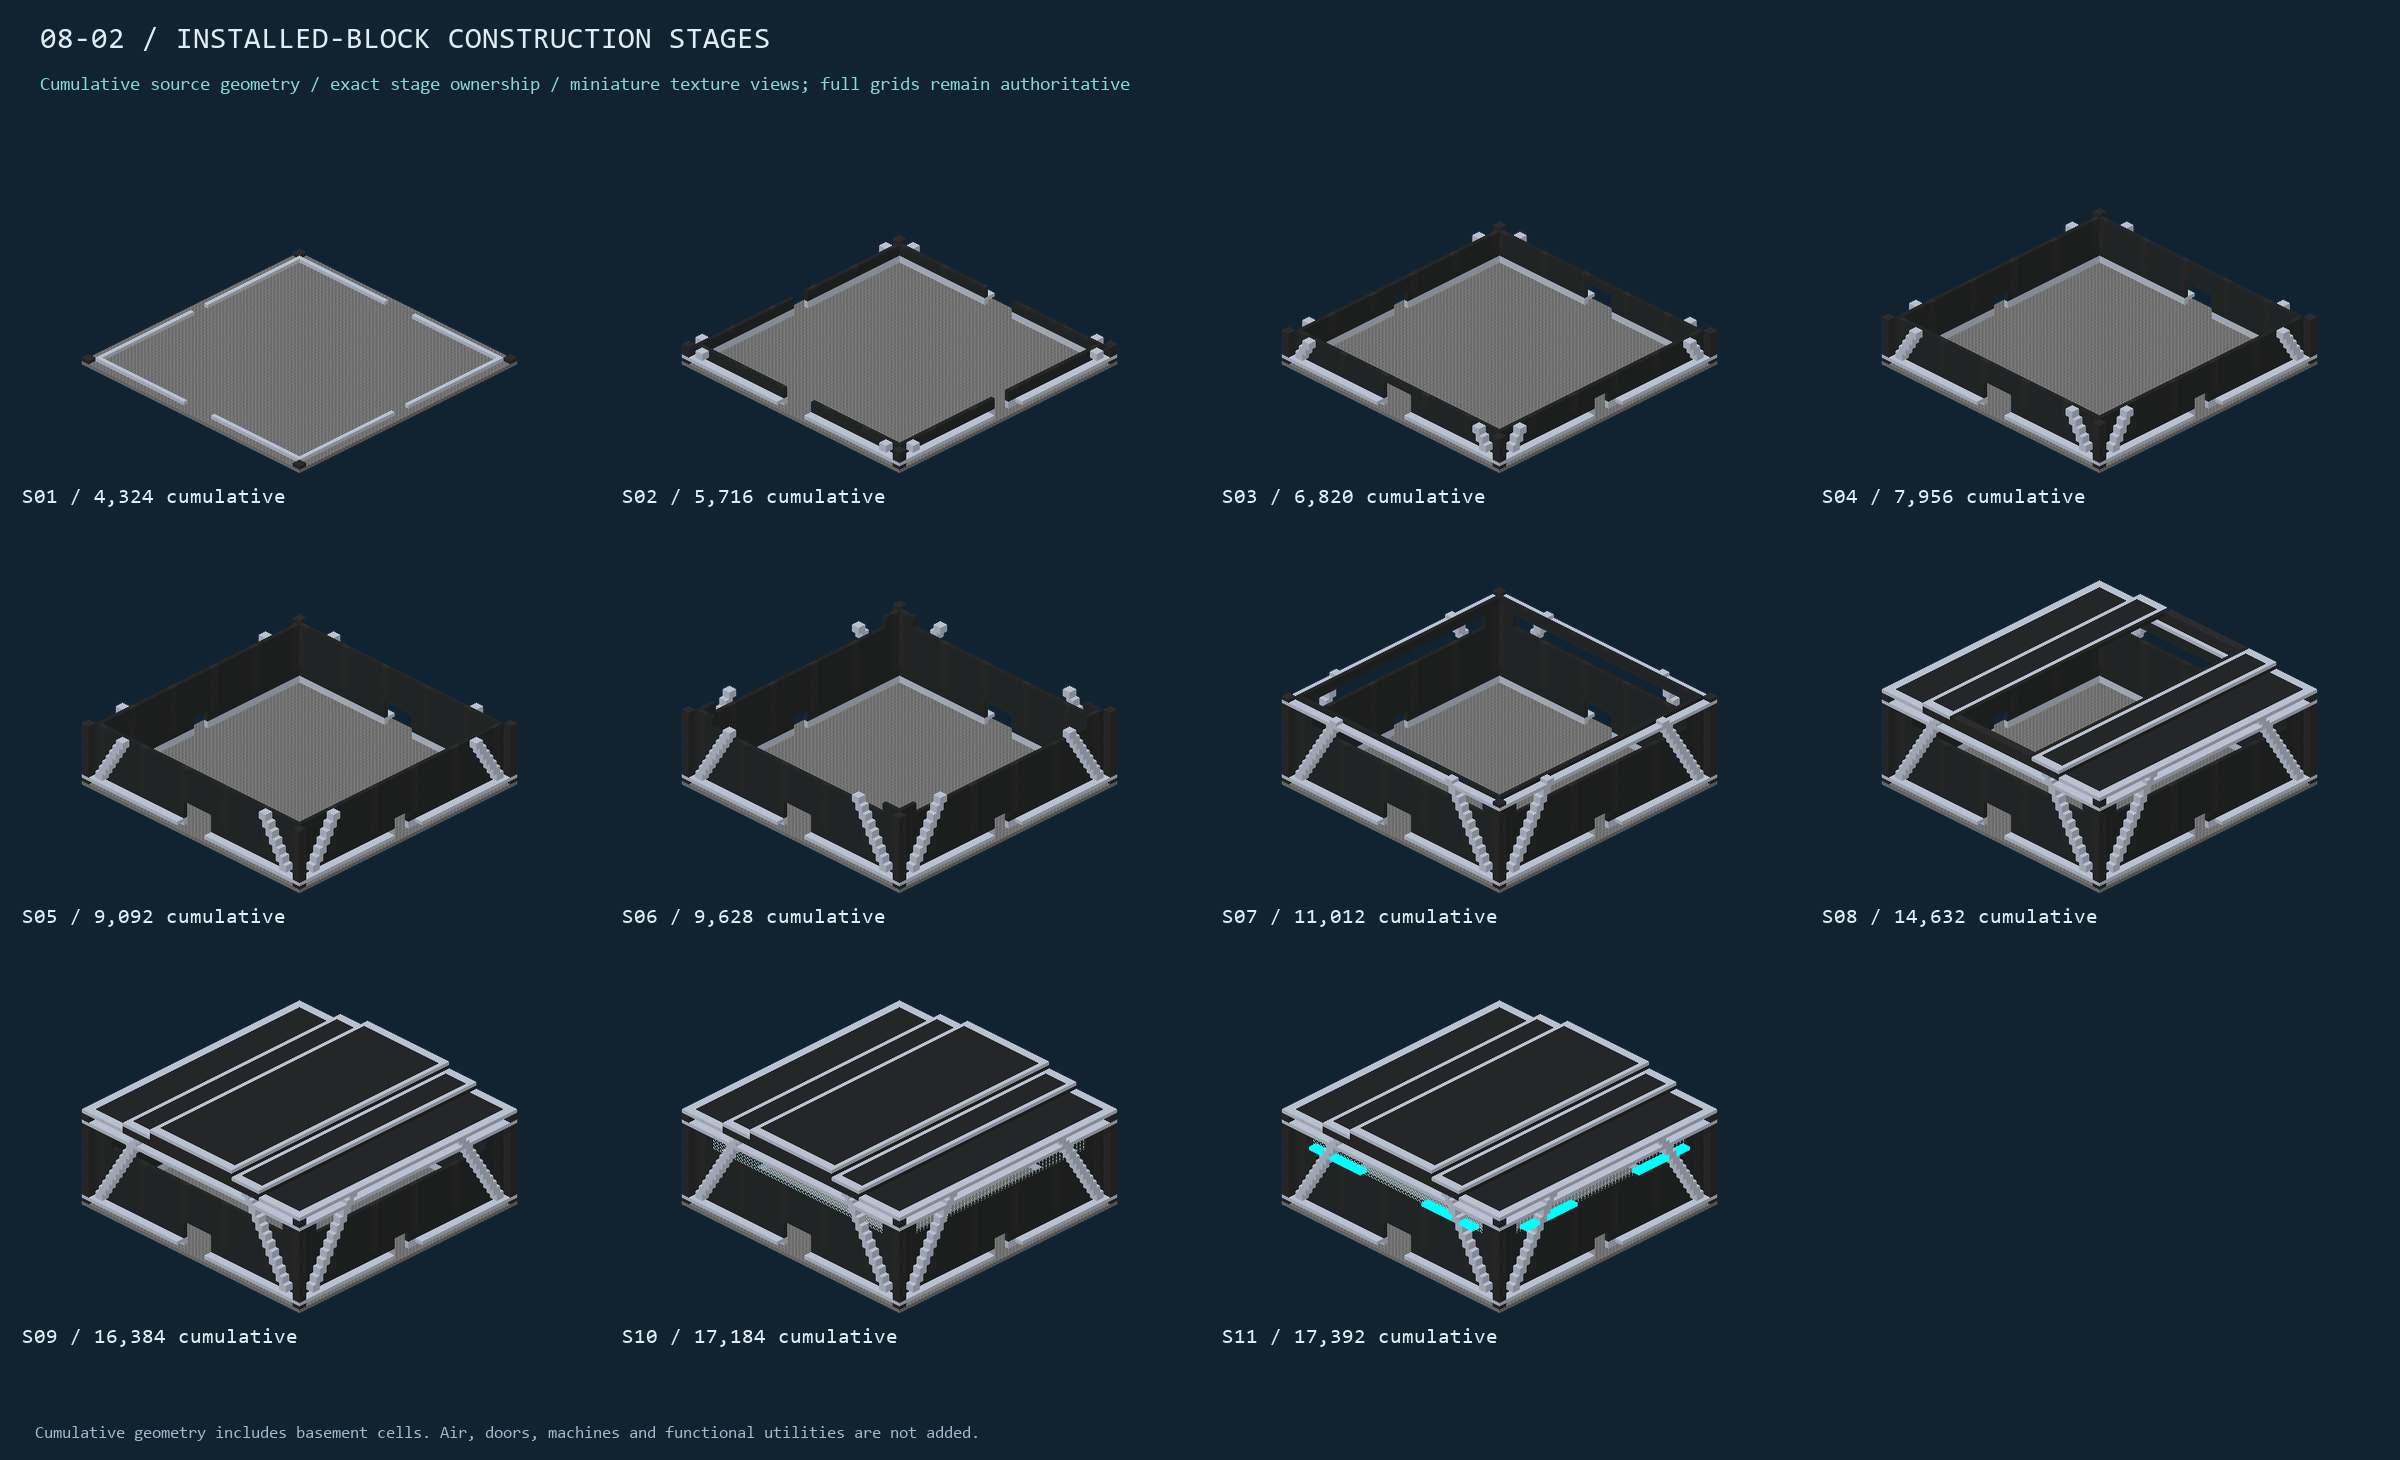 08-02 / INSTALLED-BLOCK CONSTRUCTION STAGES
Cumulative source geometry / exact stage ownership / miniature texture views; full grids remain authoritative
S01 / 4,324 cumulative
S02 / 5,716 cumulative
S03 / 6,820 cumulative
S04 / 7,956 cumulative
S05 / 9,092 cumulative
S06 / 9,628 cumulative
S07 / 11,012 cumulative
S08 / 14,632 cumulative
S09 / 16,384 cumulative
S10 / 17,184 cumulative
S11 / 17,392 cumulative
Cumulative geometry includes basement cells. Air, doors, machines and functional utilities are not added.